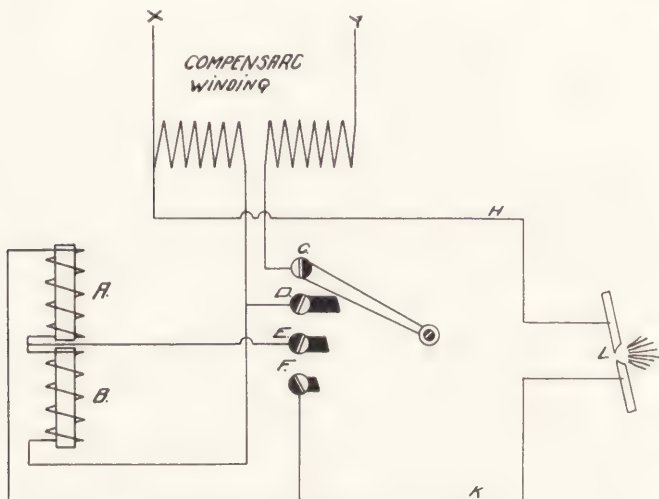 X
Y
COMPENSARC
WINDING
H
C.
A.
D.
E.
L
F.
B.
K